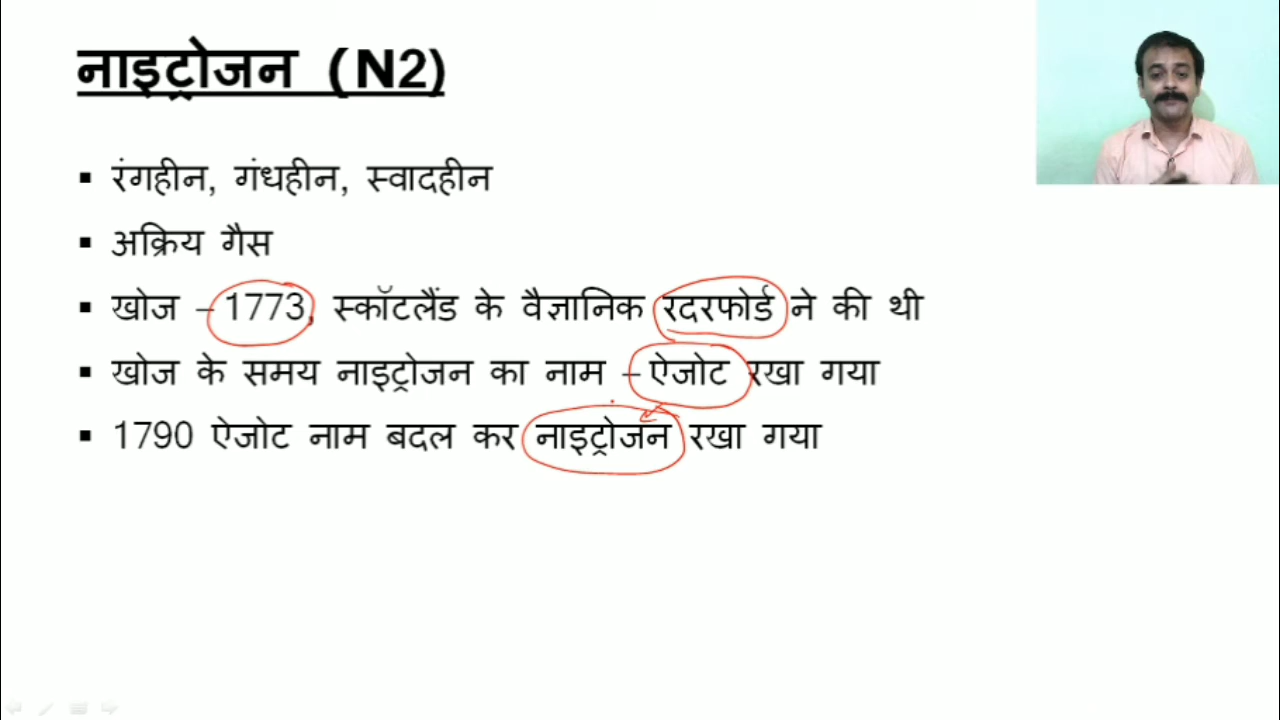 नाइट्रोजन (N2)
▪ रंगहीन, गंधहीन, स्वादहीन
▪ अक्रिय गैस
▪ खोज – 1773, स्कॉटलैंड के वैज्ञानिक रदरफोर्ड ने की थी
▪ खोज के समय नाइट्रोजन का नाम – ऐजोट रखा गया
▪ 1790 ऐजोट नाम बदल कर नाइट्रोजन रखा गया